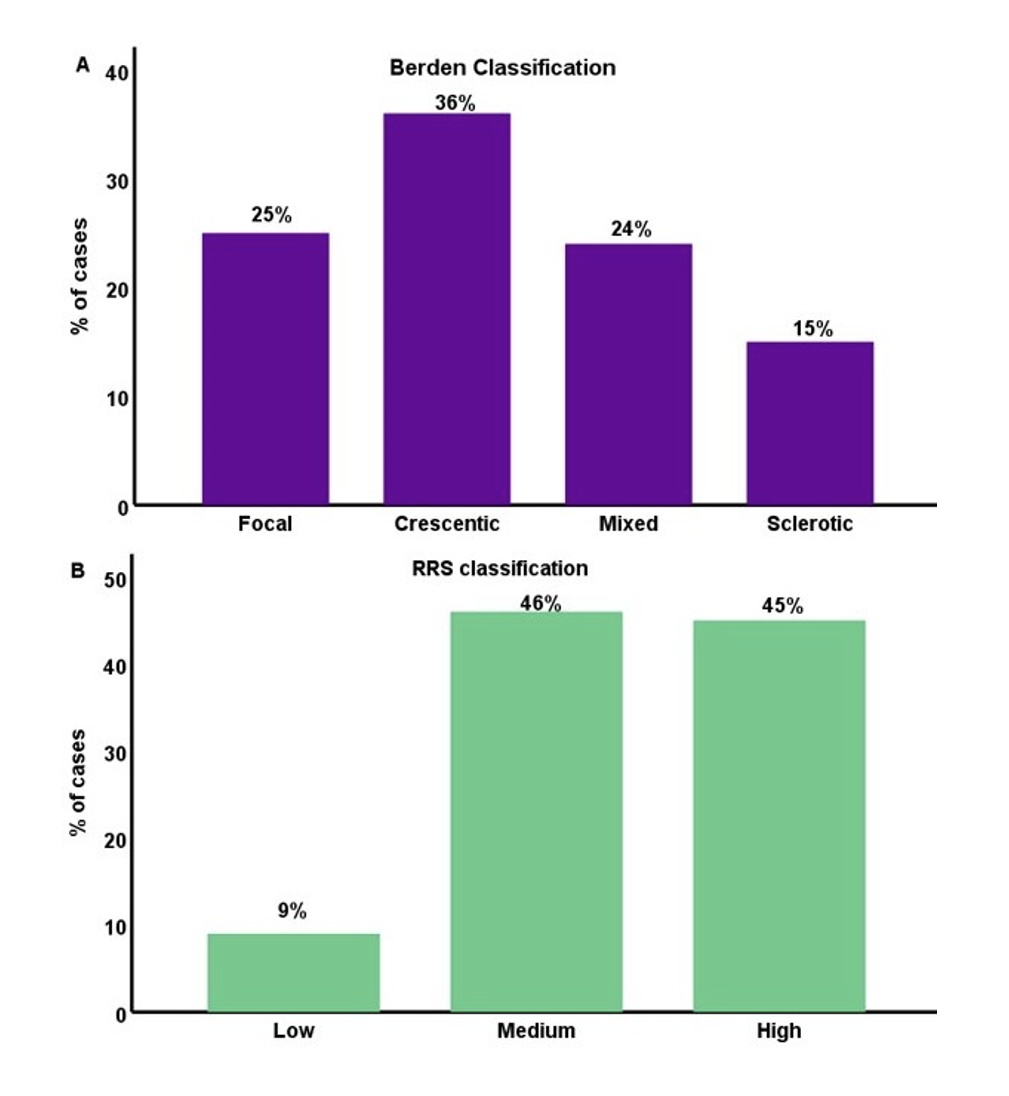 A
Berden Classification
40
30
20
10
0
% of cases
25%
36%
24%
15%
Focal
Crescentic
Mixed
Sclerotic
B
RRS classification
50
40
30
20
10
0
% of cases
9%
46%
45%
Low
Medium
High